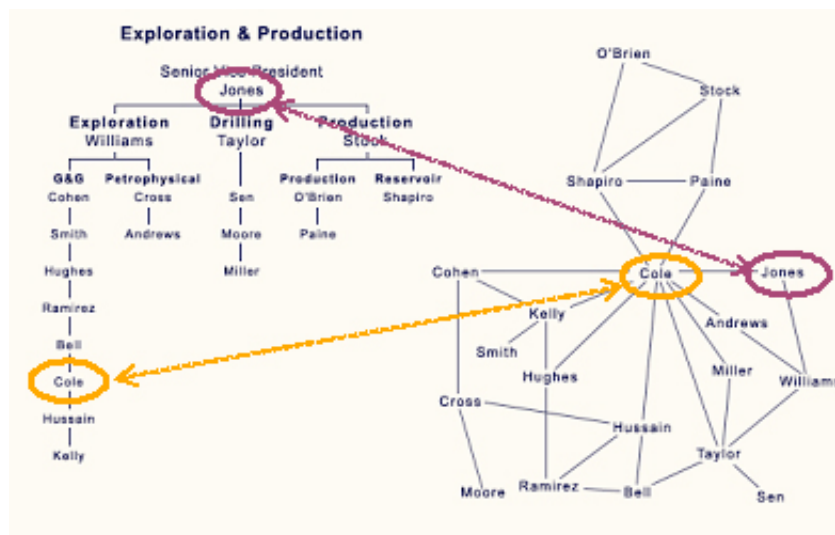 Exploration & Production
Senior Vice President
Jones
Exploration Drilling Production
Williams Taylor Stock
G&G Petrophysical Production Reservoir
Cohen Cross Sen O'Brien Shapiro
Smith Andrews Moore Paine
Hughes Miller
Ramirez
Bell
Cole
Hussain
Kelly
O'Brien
Stock
Shapiro Paine
Cohen Cole Jones
Kelly Andrews
Smith
Hughes Miller Williams
Cross
Hussain
Taylor
Moore Ramirez Bell Sen